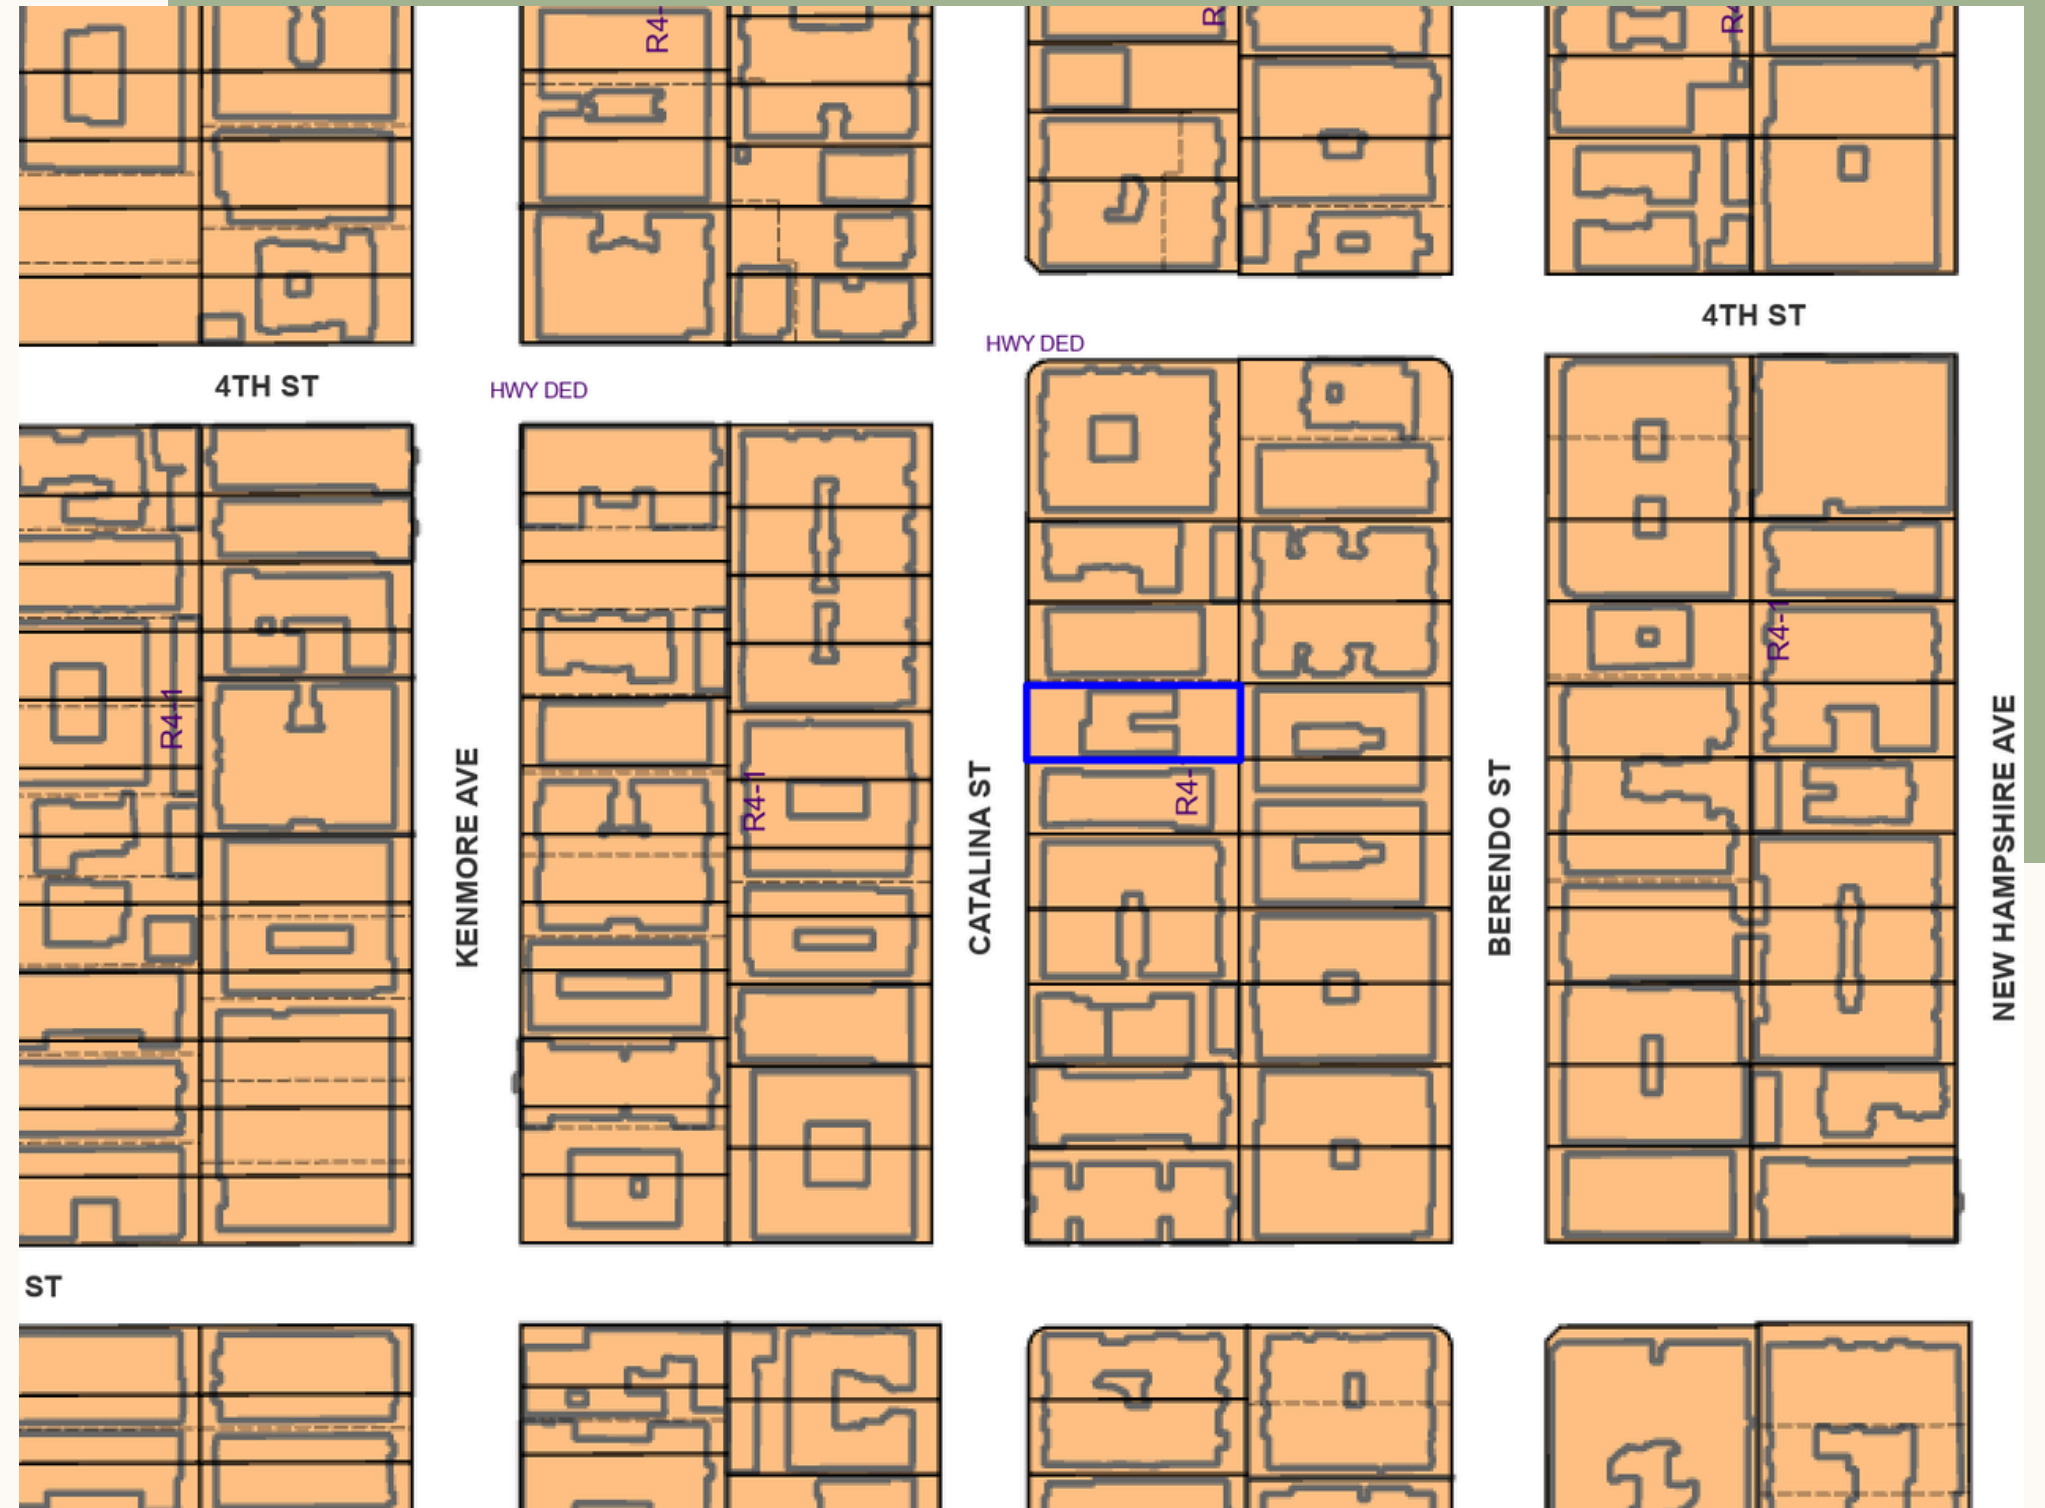 R4-
R
R4
4TH ST
HWY DED
4TH ST
HWY DED
R4-1
R4-1
R4-1
R4-
KENMORE AVE
CATALINA ST
BERENDO ST
NEW HAMPSHIRE AVE
ST